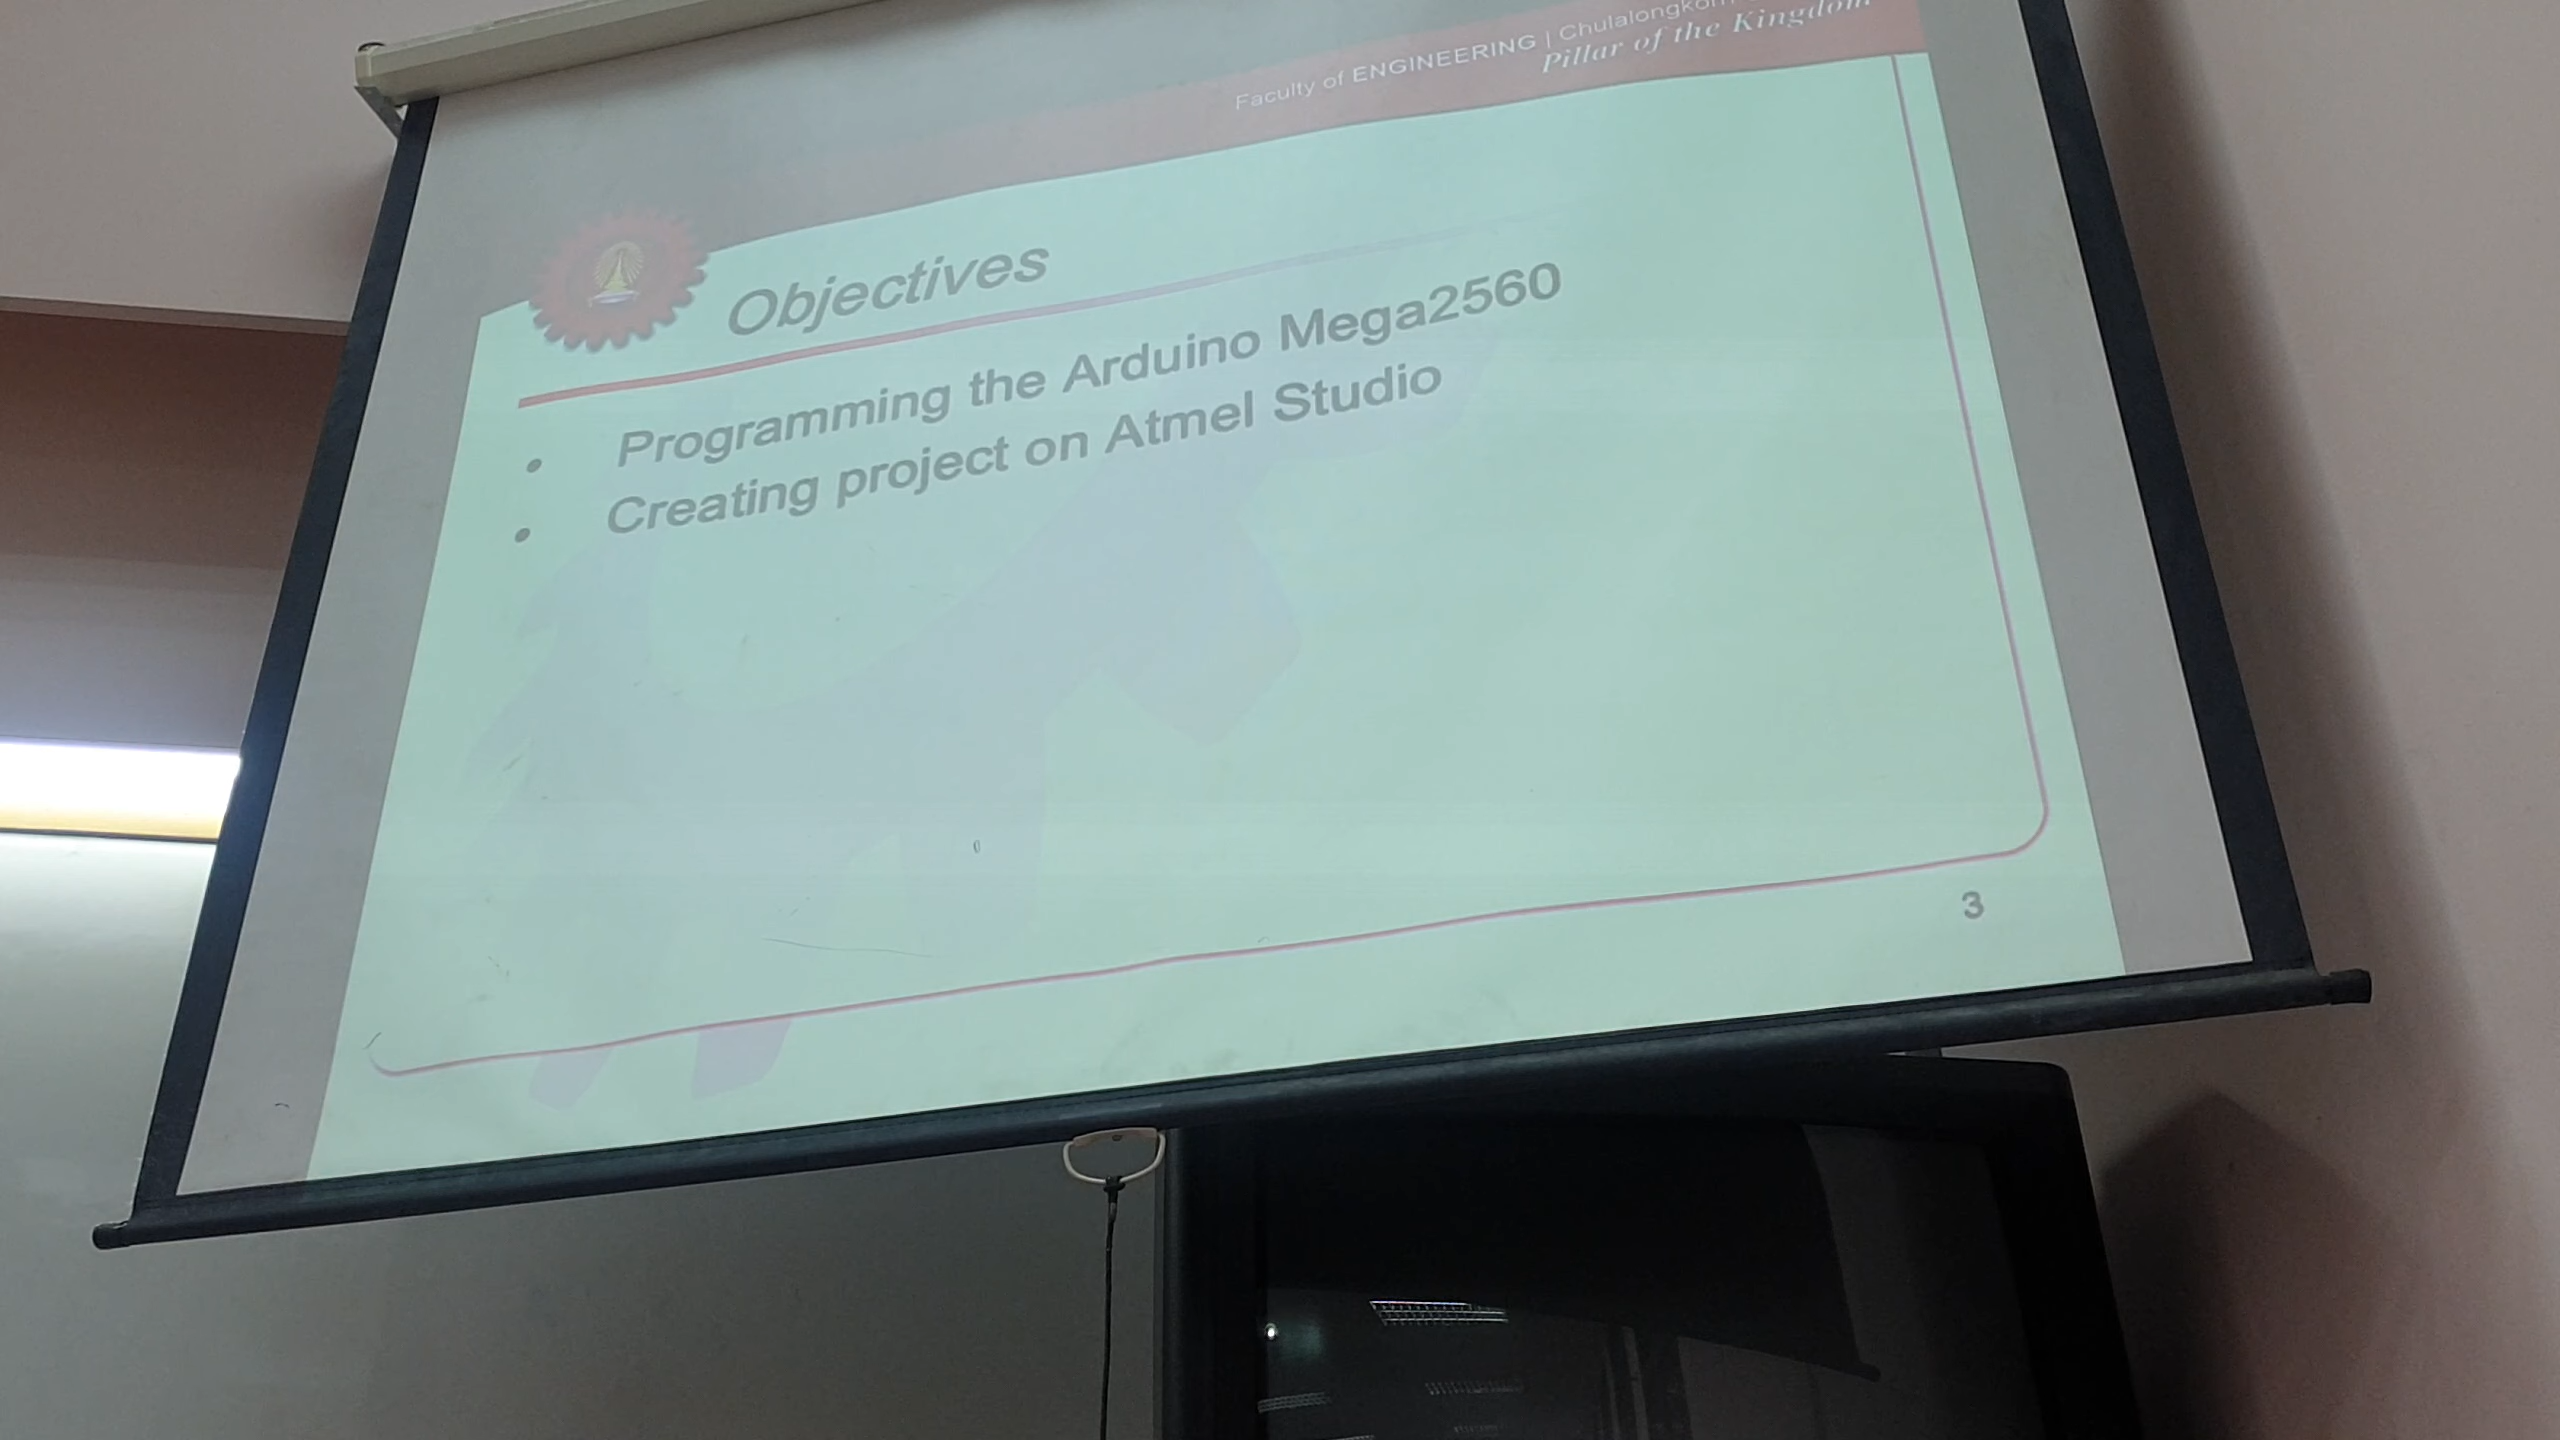 Faculty of ENGINEERING | Chulalongkorn
Pillar of the Kingdom
Objectives
• Programming the Arduino Mega2560
• Creating project on Atmel Studio
3